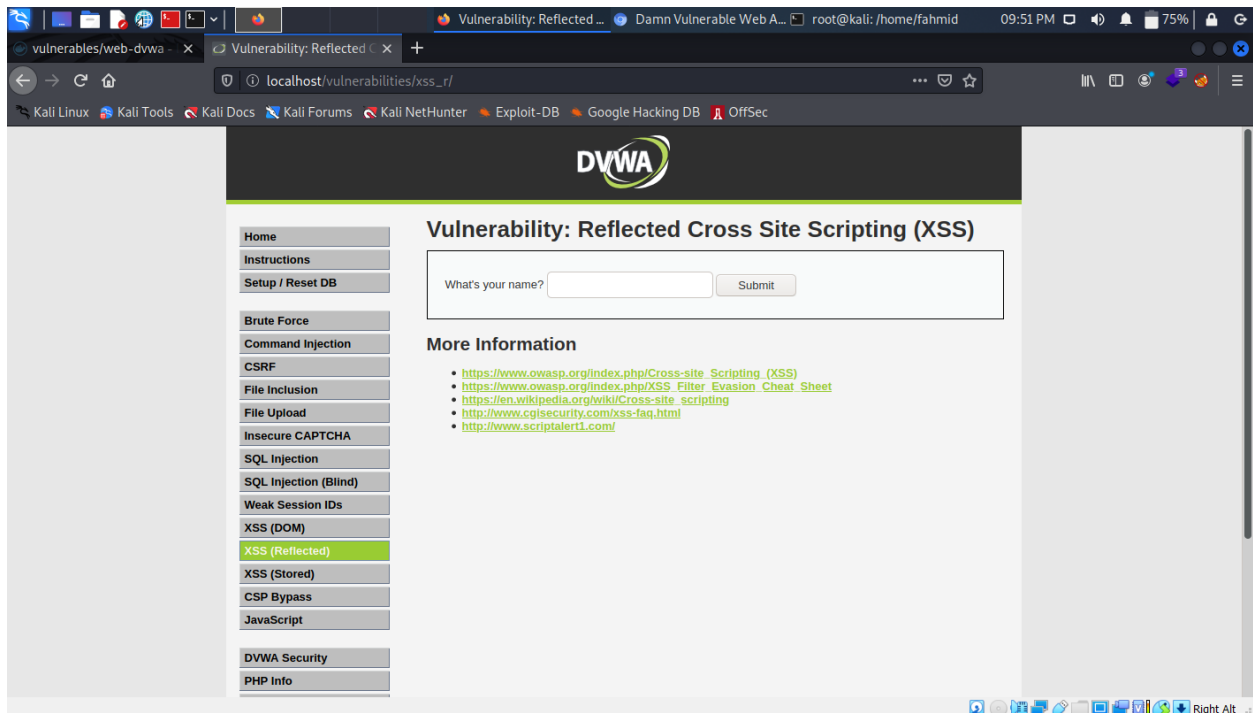 Vulnerability: Reflected ... Damn Vulnerable Web A... root@kali: /home/fahmid 09:51 PM 75%
vulnerables/web-dvwa - Vulnerability: Reflected C
localhost/vulnerabilities/xss_r/ 3
Kali Linux Kali Tools Kali Docs Kali Forums Kali NetHunter Exploit-DB Google Hacking DB OffSec
DVWA
Vulnerability: Reflected Cross Site Scripting (XSS)
What's your name? Submit
More Information
https://www.owasp.org/index.php/Cross-site_Scripting_(XSS)
https://www.owasp.org/index.php/XSS_Filter_Evasion_Cheat_Sheet
https://en.wikipedia.org/wiki/Cross-site_scripting
http://www.cgisecurity.com/xss-faq.html
http://www.scriptalert1.com/
Home
Instructions
Setup / Reset DB
Brute Force
Command Injection
CSRF
File Inclusion
File Upload
Insecure CAPTCHA
SQL Injection
SQL Injection (Blind)
Weak Session IDs
XSS (DOM)
XSS (Reflected)
XSS (Stored)
CSP Bypass
JavaScript
DVWA Security
PHP Info
Right Alt